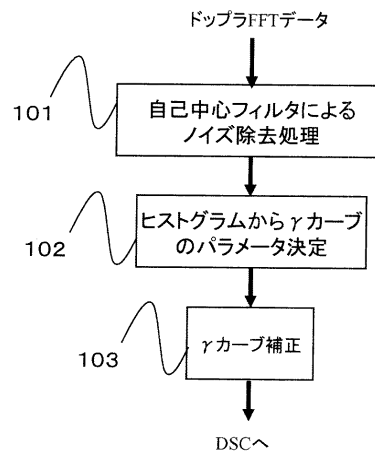 ドップラFFTデータ
101
自己中心フィルタによる
ノイズ除去処理
102
ヒストグラムからγカーブ
のパラメータ決定
103
γカーブ補正
DSCへ